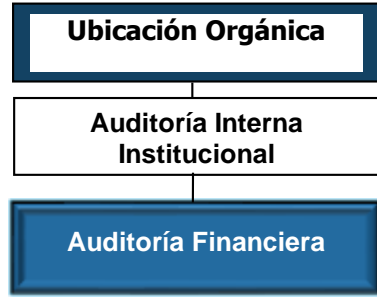 Ubicación Orgánica
Auditoría Interna
Institucional
Auditoría Financiera